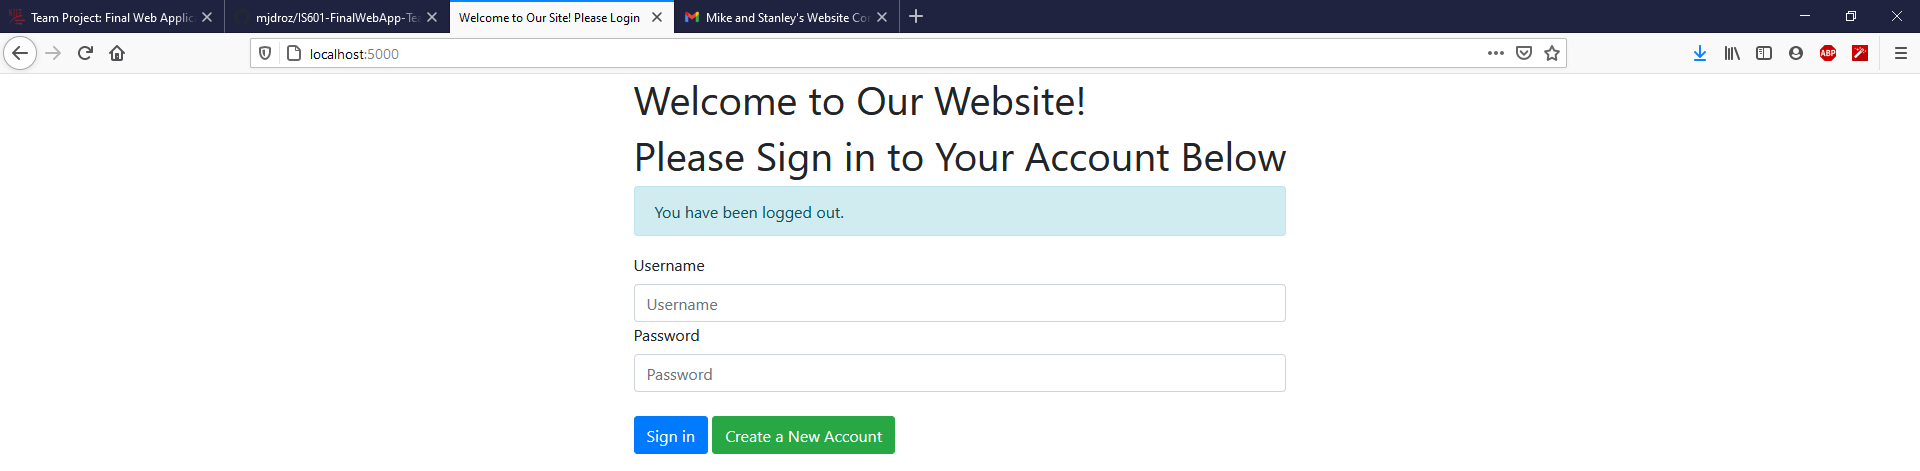 Team Project: Final Web Applic
mjdroz/IS601-FinalWebApp-Te
Welcome to Our Site! Please Login
Mike and Stanley's Website Co
localhost:5000
ABP
Welcome to Our Website!
Please Sign in to Your Account Below
You have been logged out.
Username
Username
Password
Password
Sign in
Create a New Account